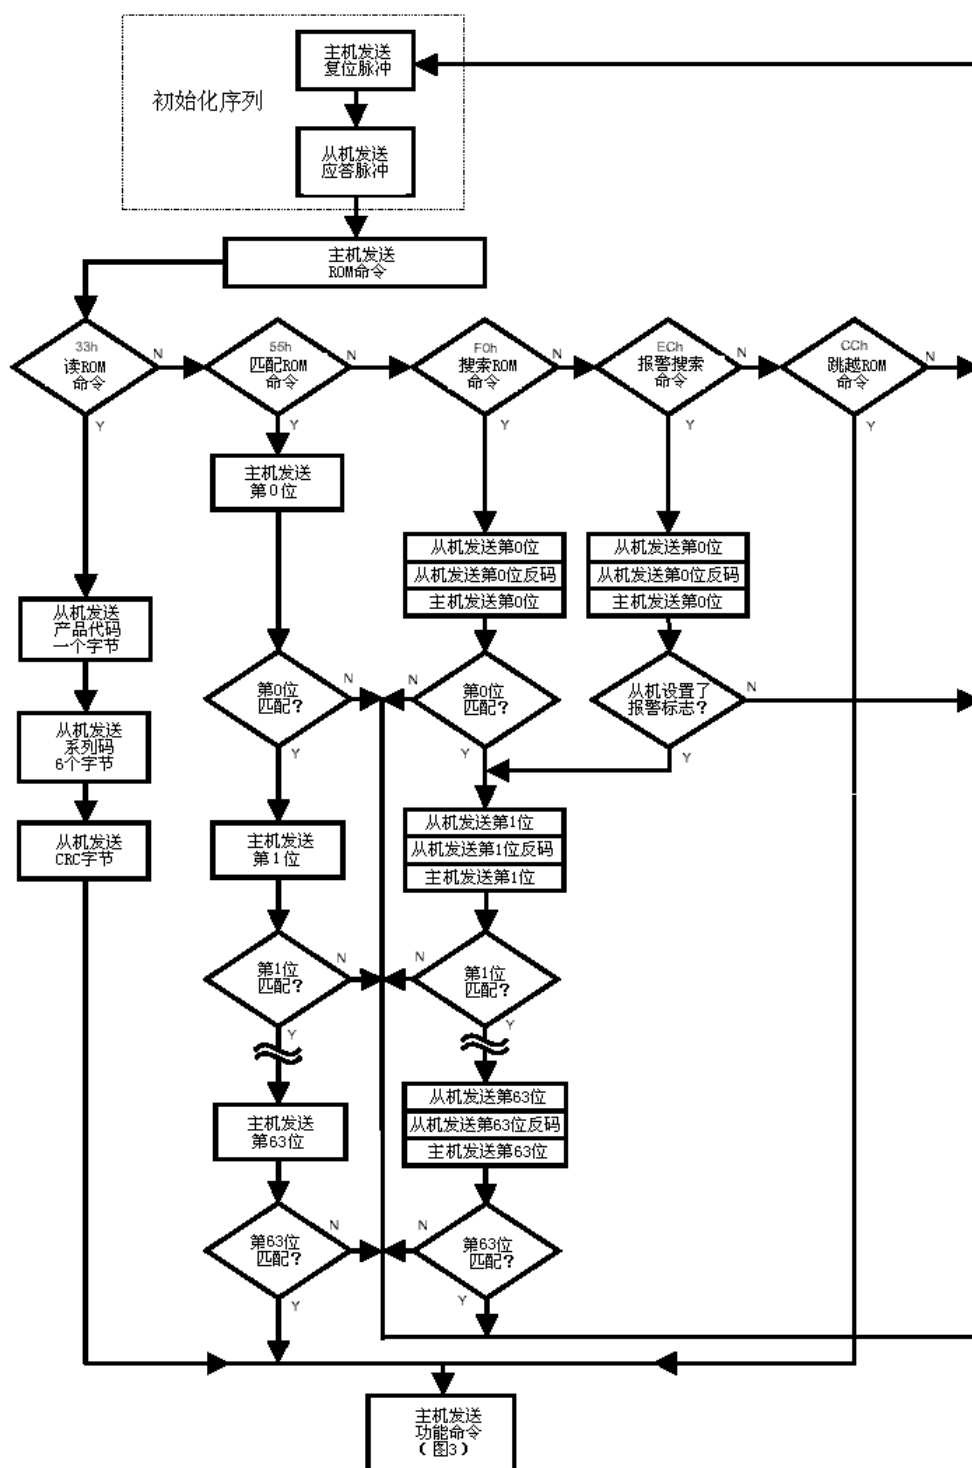 初始化序列
主机发送
复位脉冲
从机发送
应答脉冲
主机发送
ROM命令
33h
读ROM
命令
N
Y
55h
匹配ROM
命令
N
Y
F0h
搜索ROM
命令
N
Y
ECh
报警搜索
命令
N
Y
CCh
跳越ROM
命令
N
Y
从机发送
产品代码
一个字节
从机发送
系列码
6个字节
从机发送
CRC字节
主机发送
第0位
第0位
匹配?
N
Y
主机发送
第1位
第1位
匹配?
N
Y
主机发送
第63位
第63位
匹配?
N
Y
从机发送第0位
从机发送第0位反码
主机发送第0位
第0位
匹配?
N
Y
从机发送第1位
从机发送第1位反码
主机发送第1位
第1位
匹配?
N
Y
从机发送第63位
从机发送第63位反码
主机发送第63位
第63位
匹配?
N
Y
从机发送第0位
从机发送第0位反码
主机发送第0位
从机设置了
报警标志?
N
Y
主机发送
功能命令
(图3)